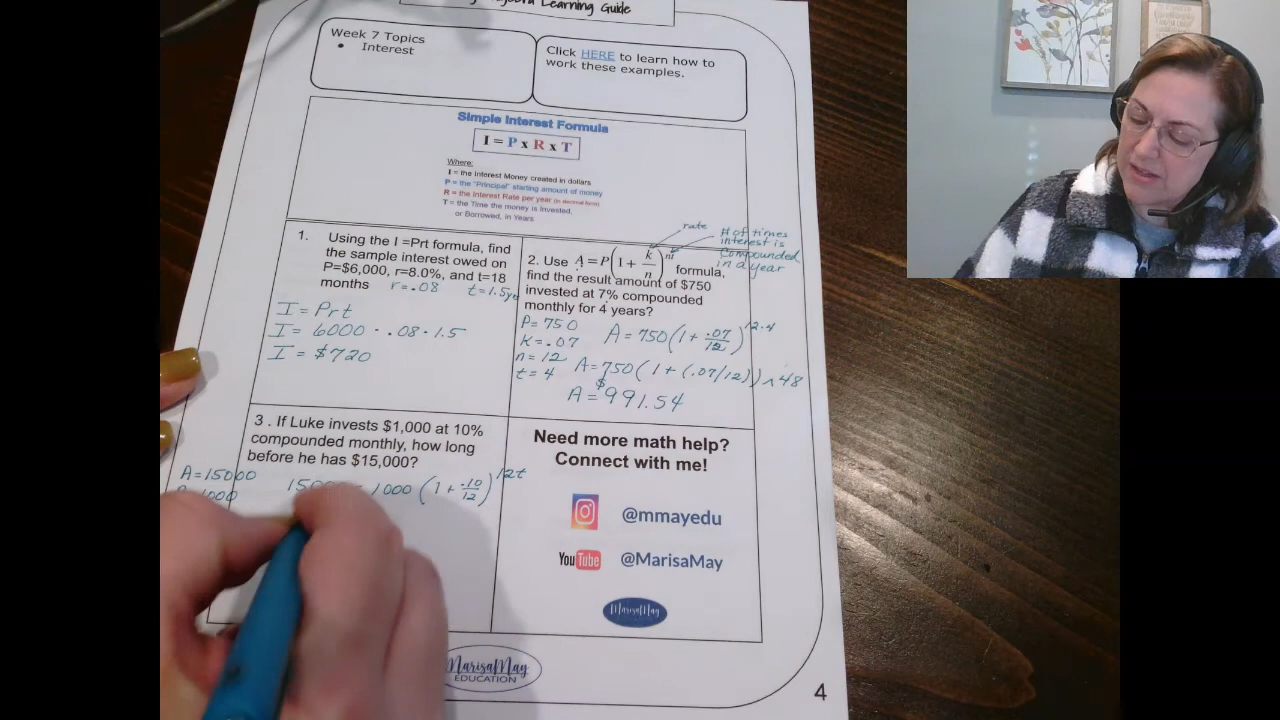 Learning Guide
Week 7 Topics
• Interest
Click HERE to learn how to
work these examples.
Simple Interest Formula
I = P x R x T
Where:
I = the Interest Money created in dollars
P = the "Principal" starting amount of money
R = the Interest Rate per year (in decimal form)
T = the Time the money is Invested,
or Borrowed, in Years
1.
Using the I =Prt formula, find
the sample interest owed on
P=$6,000, r=8.0%, and t=18
months r=.08 t=1.5yr
I = Prt
I = 6000 · .08 · 1.5
I = $720
rate
# of times
interest is
compounded
in a year
2. Use A = P(1 + k/n)^nt formula,
find the result amount of $750
invested at 7% compounded
monthly for 4 years?
P= 750
K= .07
n = 12
t = 4
A = 750(1 + .07/12)^12·4
A = 750(1 + (.07/12))^48
A = $991.54
3 . If Luke invests $1,000 at 10%
compounded monthly, how long
before he has $15,000?
A = 15000
1000 (1 + .10/12)^12t
Need more math help?
Connect with me!
@mmayedu
YouTube @MarisaMay
MarisaMay
MarisaMay
EDUCATION
4